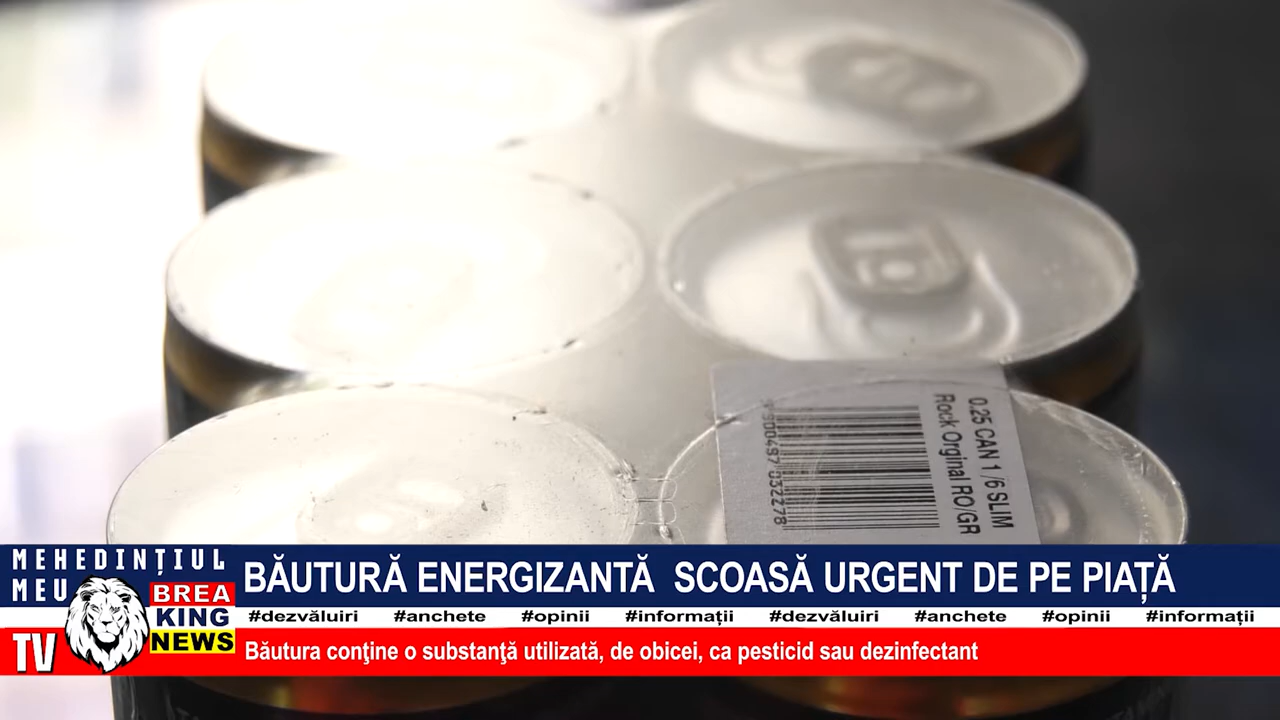 0.25 CAN 1/6 SLIM
Rock Orginal RO/GR
MEHEDINȚIUL
MEU
TV
BREA
KING
NEWS
BĂUTURĂ ENERGIZANTĂ SCOASĂ URGENT DE PE PIAȚĂ
#dezvăluiri #anchete #opinii #informații #dezvăluiri #anchete #opinii #informații
Băutura conţine o substanţă utilizată, de obicei, ca pesticid sau dezinfectant